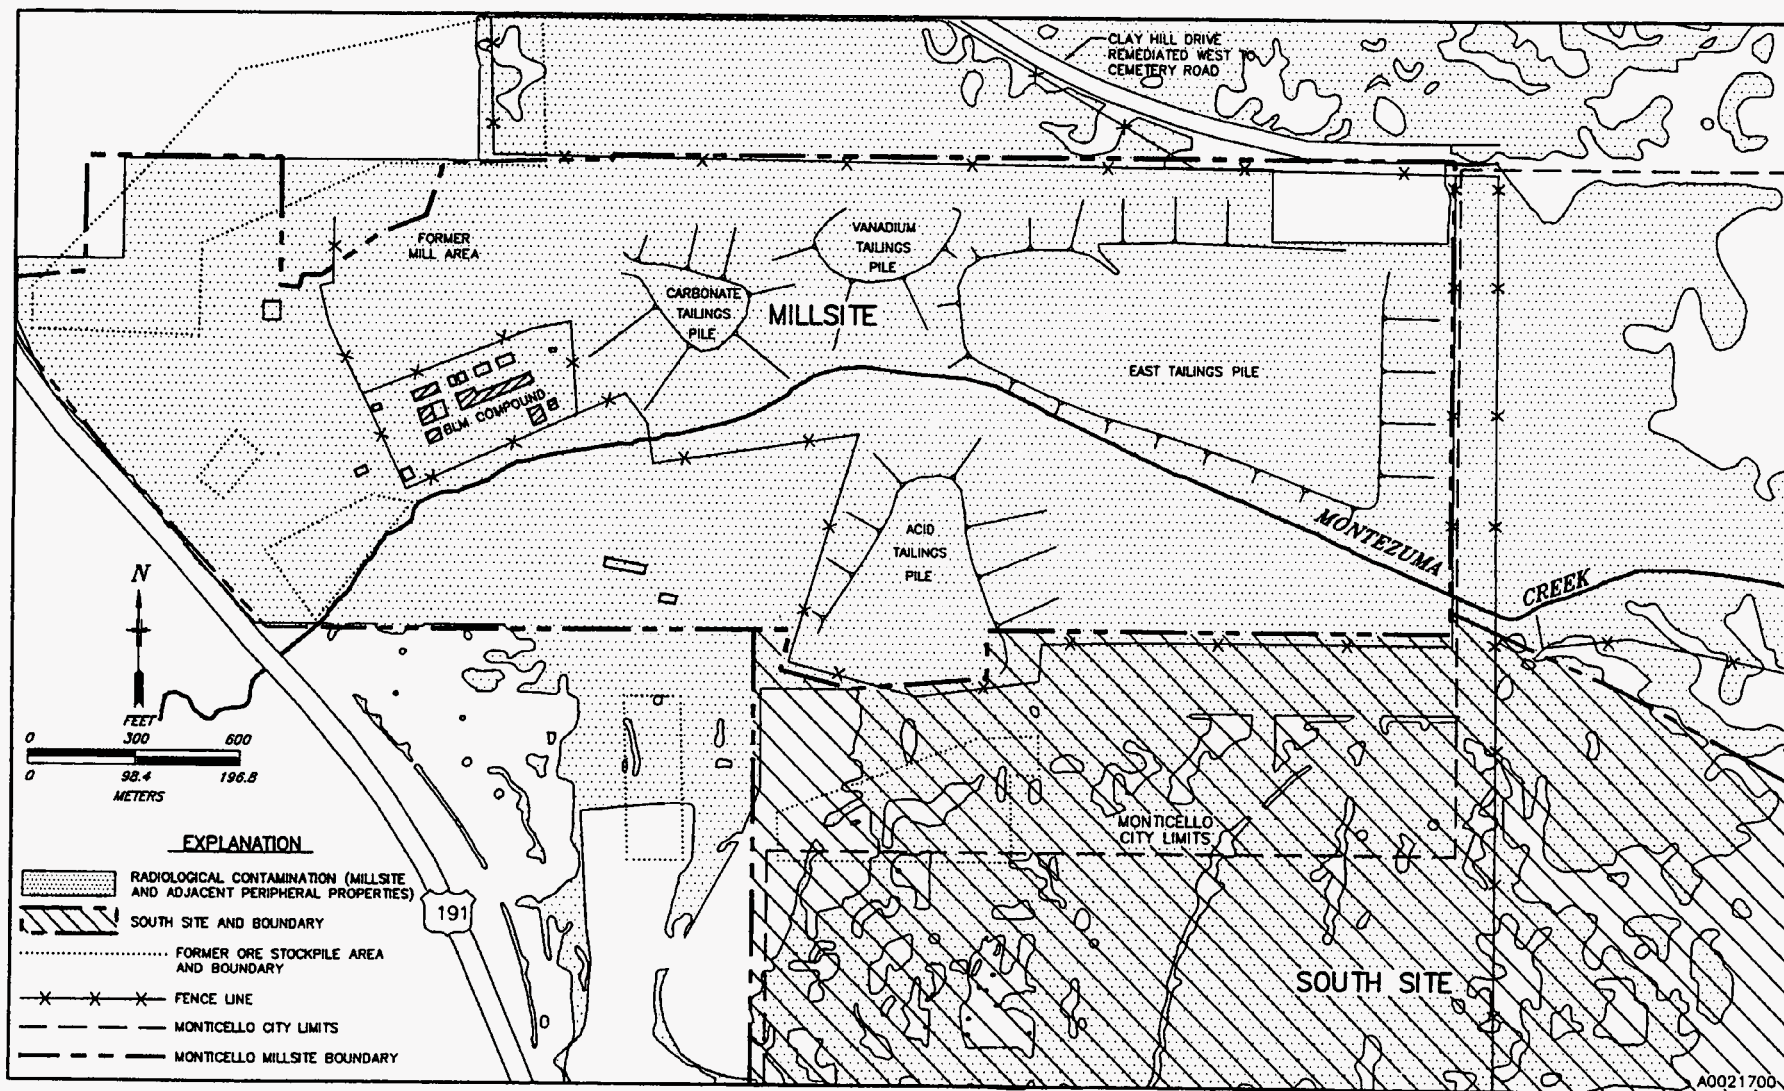 CLAY HILL DRIVE
REMEDIATED WEST TO
CEMETERY ROAD
FORMER
MILL AREA
VANADIUM
TAILINGS
PILE
CARBONATE
TAILINGS
PILE
MILLSITE
EAST TAILINGS PILE
BLM COMPOUND
ACID
TAILINGS
PILE
MONTEZUMA
CREEK
N
FEET
0 300 600
0 98.4 196.8
METERS
MONTICELLO
CITY LIMITS
SOUTH SITE
191
EXPLANATION
RADIOLOGICAL CONTAMINATION (MILLSITE
AND ADJACENT PERIPHERAL PROPERTIES)
SOUTH SITE AND BOUNDARY
FORMER ORE STOCKPILE AREA
AND BOUNDARY
FENCE LINE
MONTICELLO CITY LIMITS
MONTICELLO MILLSITE BOUNDARY
A0021700